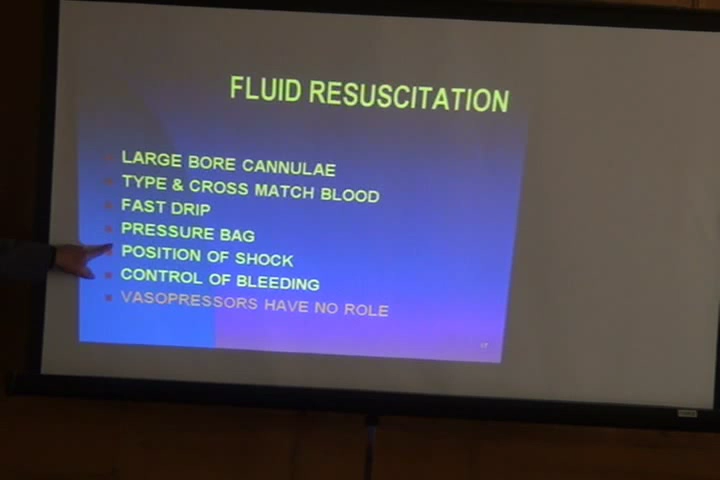 FLUID RESUSCITATION
LARGE BORE CANNULAE
TYPE & CROSS MATCH BLOOD
FAST DRIP
PRESSURE BAG
POSITION OF SHOCK
CONTROL OF BLEEDING
VASOPRESSORS HAVE NO ROLE
17